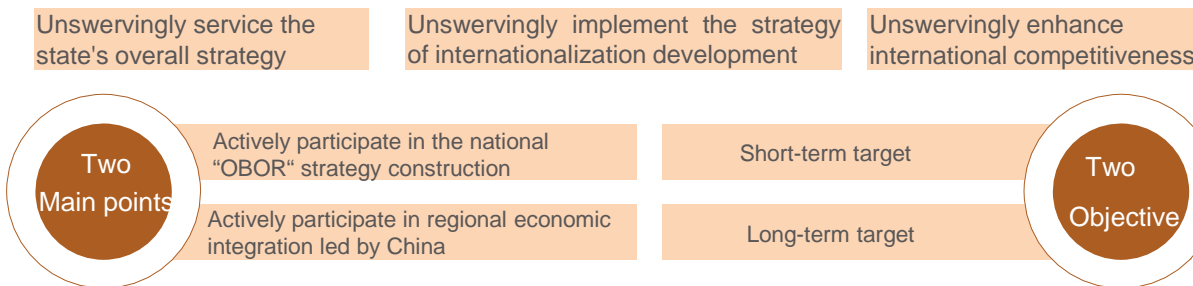 Unswervingly service the
state's overall strategy
Unswervingly implement the strategy
of internationalization development
Unswervingly enhance
international competitiveness
Two
Main points
Actively participate in the national
“OBOR“ strategy construction
Actively participate in regional economic
integration led by China
Short-term target
Long-term target
Two
Objective